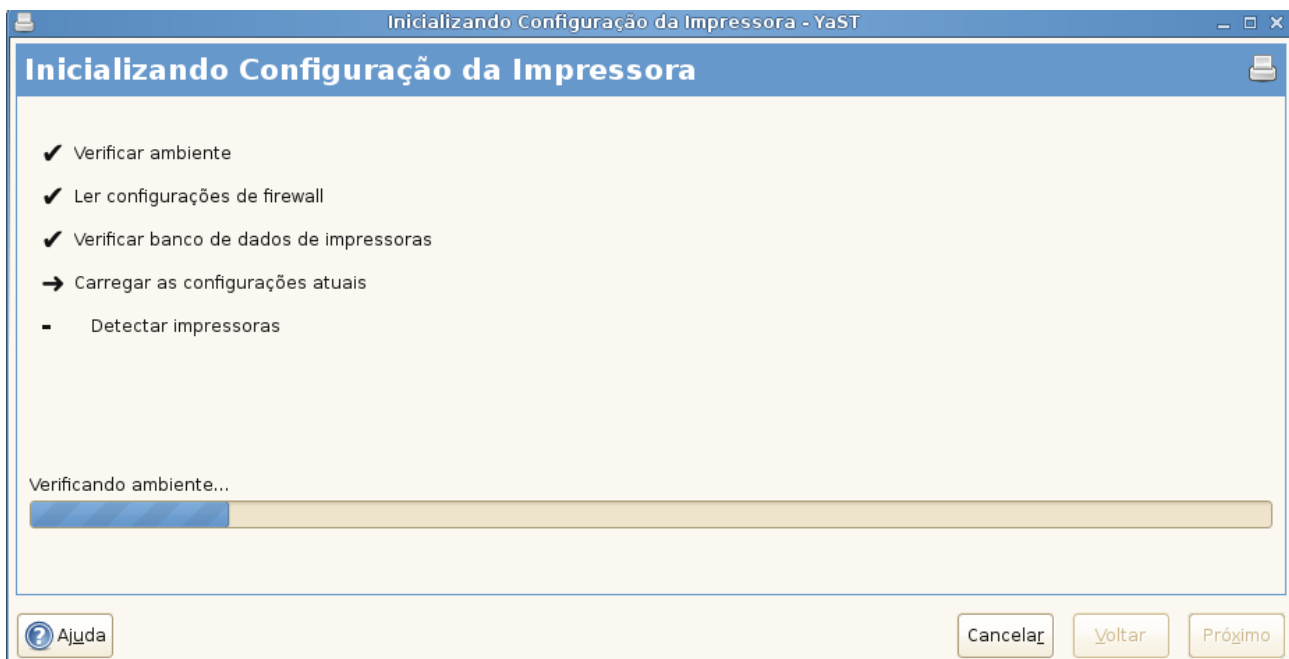 Inicializando Configuração da Impressora - YaST
Inicializando Configuração da Impressora
Verificar ambiente
Ler configurações de firewall
Verificar banco de dados de impressoras
Carregar as configurações atuais
- Detectar impressoras
Verificando ambiente...
Ajuda Cancelar Voltar Próximo